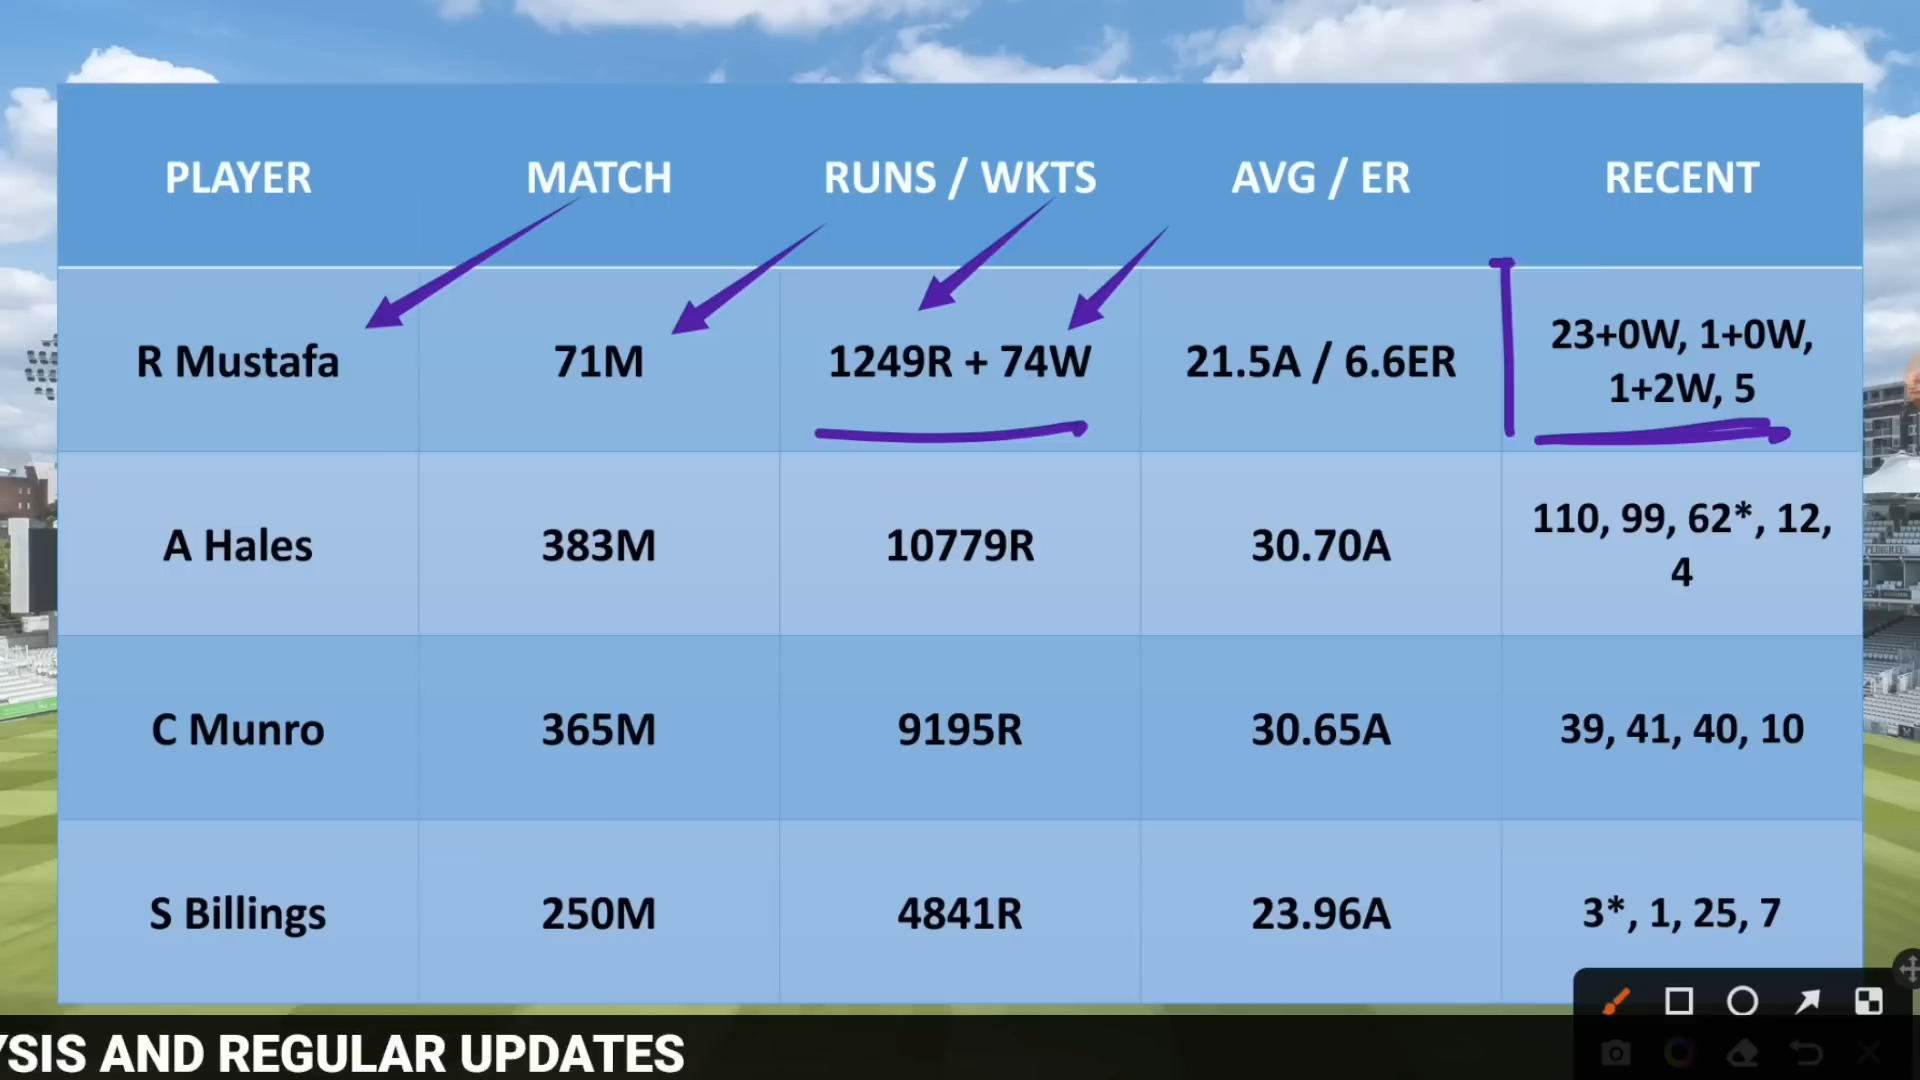 PLAYER MATCH RUNS / WKTS AVG / ER RECENT
R Mustafa 71M 1249R + 74W 21.5A / 6.6ER 23+0W, 1+0W,
1+2W, 5
A Hales 383M 10779R 30.70A 110, 99, 62*, 12,
4
C Munro 365M 9195R 30.65A 39, 41, 40, 10
S Billings 250M 4841R 23.96A 3*, 1, 25, 7
YSIS AND REGULAR UPDATES